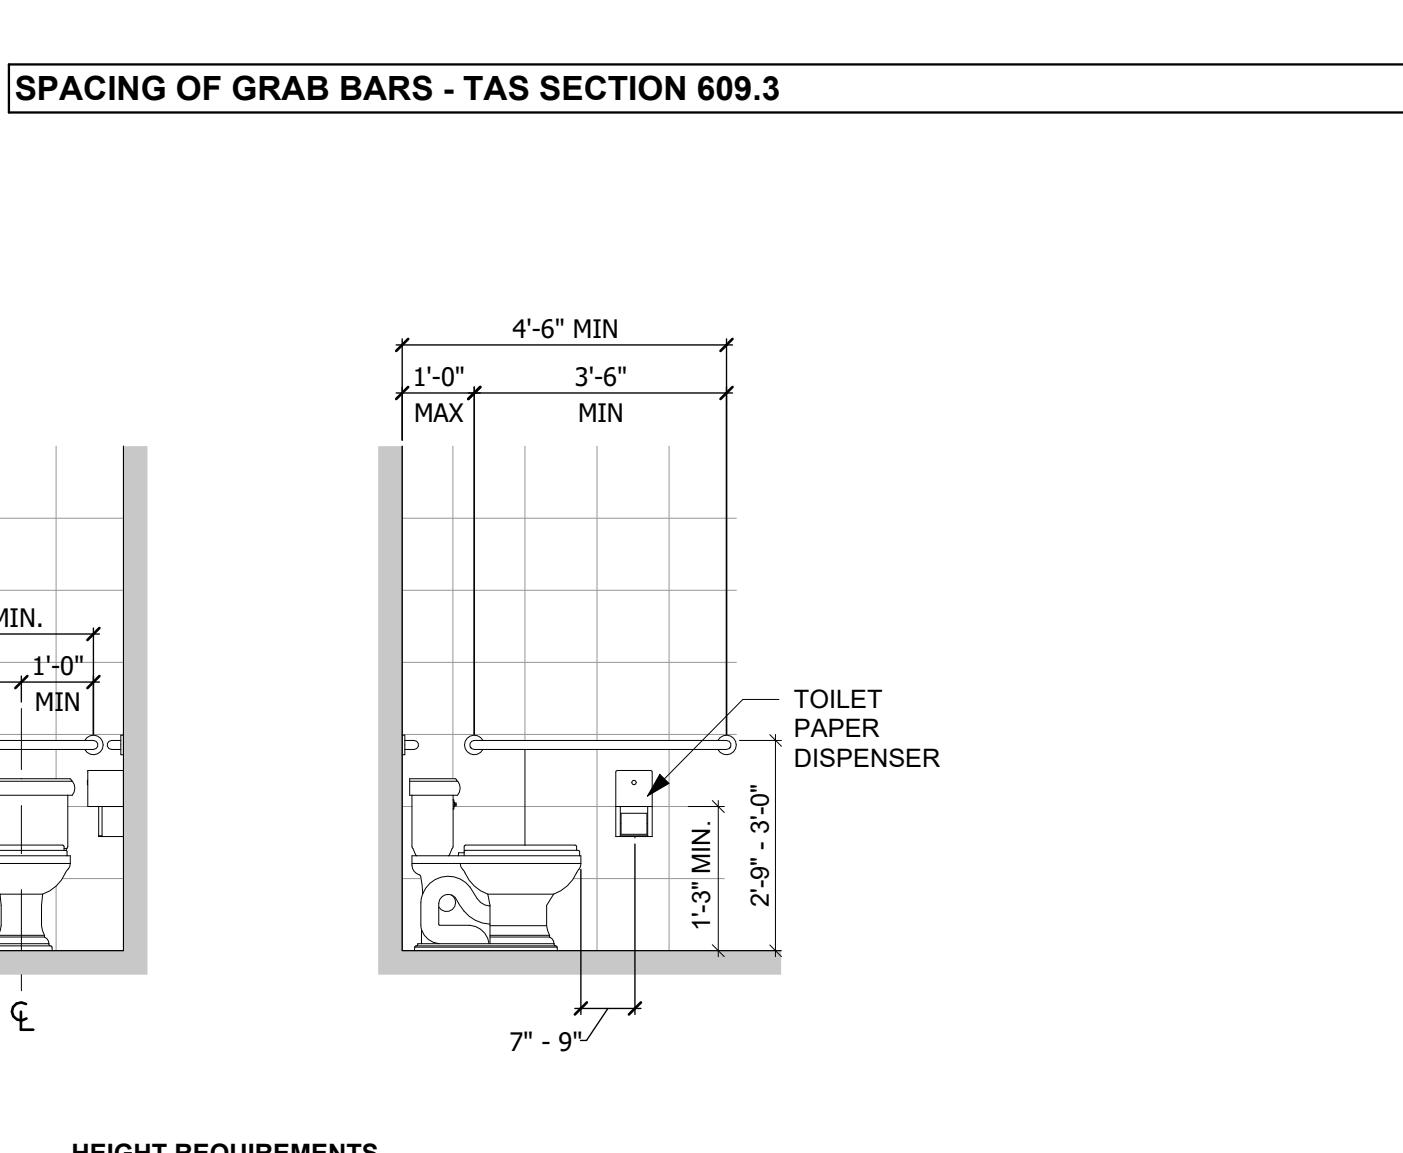 SPACING OF GRAB BARS - TAS SECTION 609.3
4'-6" MIN
1'-0"
MAX
3'-6"
MIN
MIN.
1'-0"
MIN
TOILET
PAPER
DISPENSER
1'-3" MIN.
2'-9" - 3'-0"
℄
7" - 9"
HEIGHT REQUIREMENTS